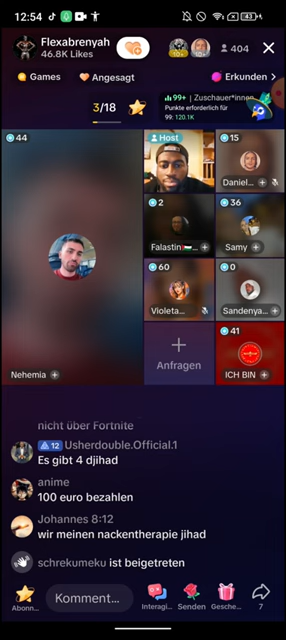 12:54
Flexabrenyah
46.8K Likes
404
Games
Angesagt
Erkunden >
3/18
99+ | Zuschauer*innen
Punkte erforderlich für
99: 120.1K
44
Host
15
Daniel...
2
Falastin...
36
Samy
60
Violeta...
0
Sandenya...
Nehemia
Anfragen
41
ICH BIN
nicht über Fortnite
12 Usherdouble.Official.1
Es gibt 4 djihad
anime
100 euro bezahlen
Johannes 8:12
wir meinen nackentherapie jihad
schrekumeku ist beigetreten
Kommentar...
Abonn...
Interagi...
Senden
Gesche...
7